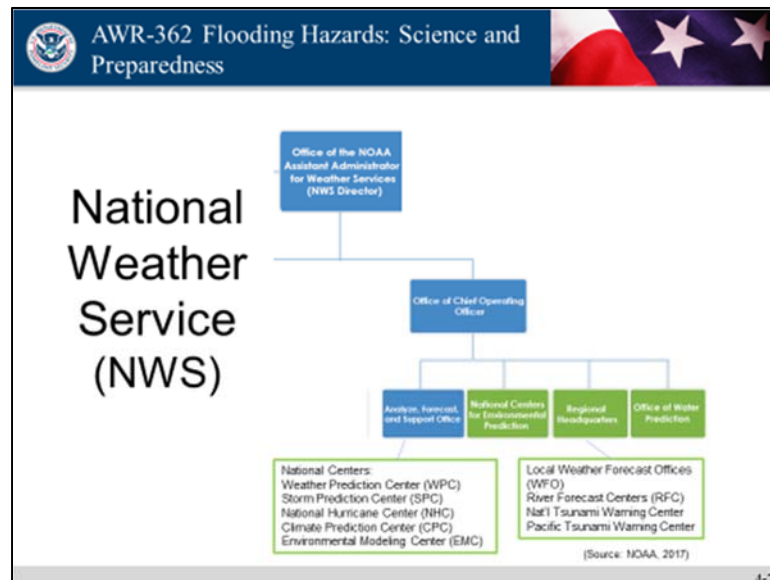 AWR-362 Flooding Hazards: Science and
Preparedness
National
Weather
Service
(NWS)
Office of the NOAA
Assistant Administrator
for Weather Services
(NWS Director)
Office of Chief Operating
Officer
Analyze, Forecast,
and Support Office
National Centers
for Environmental
Prediction
Regional
Headquarters
Office of Water
Prediction
National Centers:
Weather Prediction Center (WPC)
Storm Prediction Center (SPC)
National Hurricane Center (NHC)
Climate Prediction Center (CPC)
Environmental Modeling Center (EMC)
Local Weather Forecast Offices
(WFO)
River Forecast Centers (RFC)
Nat'l Tsunami Warning Center
Pacific Tsunami Warning Center
(Source: NOAA, 2017)